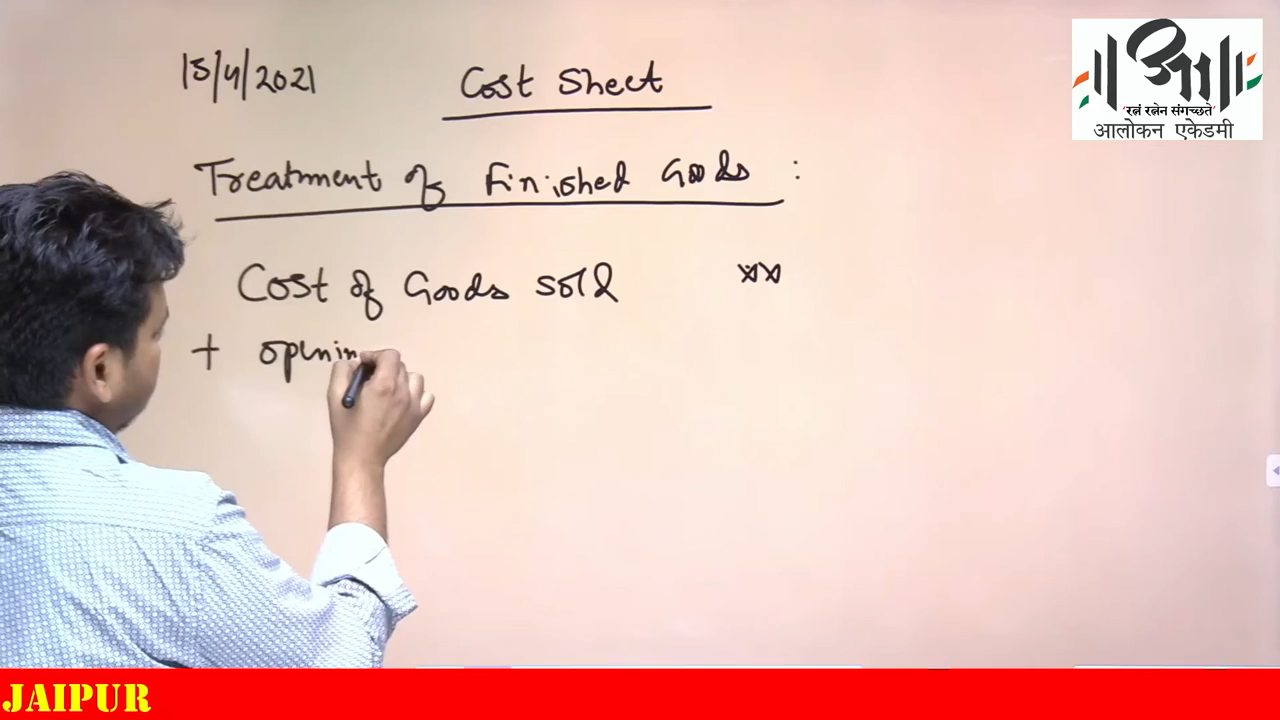 15/4/2021
Cost Sheet
Treatment of Finished Goods :
Cost of Goods sold xx
+ openin
'रत्नं रत्नेन संगच्छते'
आलोकन एकेडमी
JAIPUR